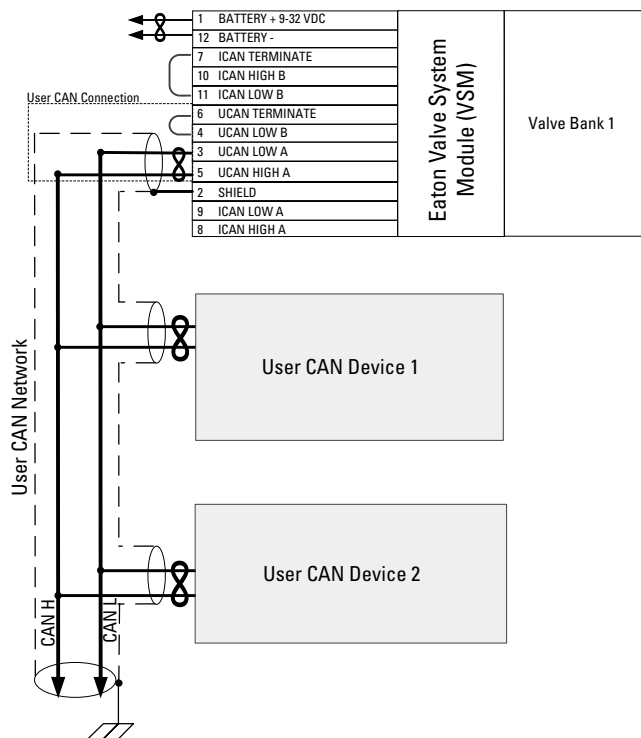 1 BATTERY + 9-32 VDC
12 BATTERY -
7 ICAN TERMINATE
10 ICAN HIGH B
11 ICAN LOW B
6 UCAN TERMINATE
4 UCAN LOW B
3 UCAN LOW A
5 UCAN HIGH A
2 SHIELD
9 ICAN LOW A
8 ICAN HIGH A
Eaton Valve System
Module (VSM)
Valve Bank 1
User CAN Connection
User CAN Device 1
User CAN Network
User CAN Device 2
CAN H
CAN L